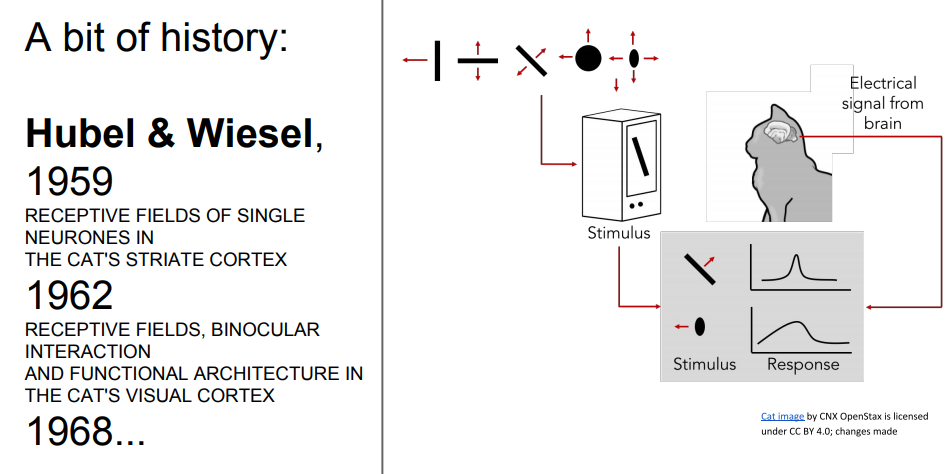 A bit of history:
Hubel & Wiesel,
1959
RECEPTIVE FIELDS OF SINGLE
NEURONES IN
THE CAT'S STRIATE CORTEX
1962
RECEPTIVE FIELDS, BINOCULAR
INTERACTION
AND FUNCTIONAL ARCHITECTURE IN
THE CAT'S VISUAL CORTEX
1968...
Electrical
signal from
brain
Stimulus
Stimulus
Response
Cat image by CNX OpenStax is licensed
under CC BY 4.0; changes made